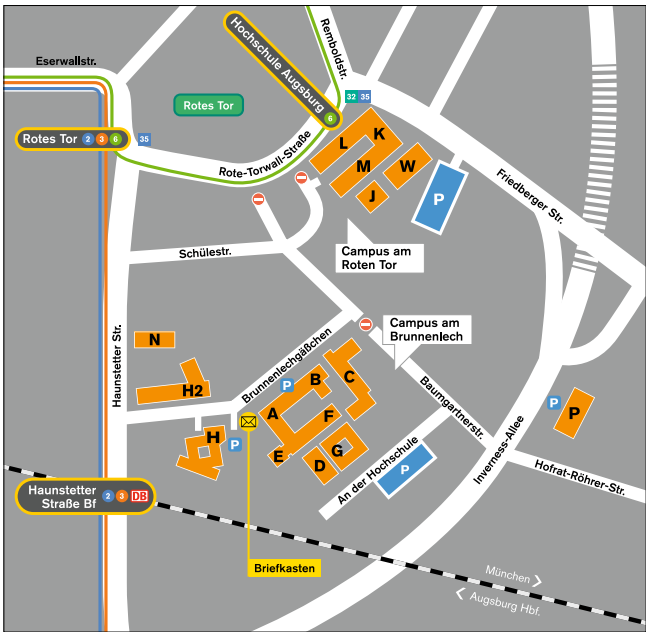 Eserwallstr.
Remboldstr.
Hochschule Augsburg 6
Rotes Tor
32 35
Rotes Tor 2 3 6
35
Rote-Torwall-Straße
L
K
M
W
J
P
Friedberger Str.
Schülestr.
Campus am
Roten Tor
Haunstetter Str.
N
H2
Brunnenlechgäßchen
Campus am
Brunnenlech
P
B
C
A
F
E
D
G
H
P
Baumgartnerstr.
An der Hochschule
P
P
P
Inverness-Allee
Hofrat-Röhrer-Str.
Haunstetter
Straße Bf
2 3 DB
Briefkasten
München
Augsburg Hbf.